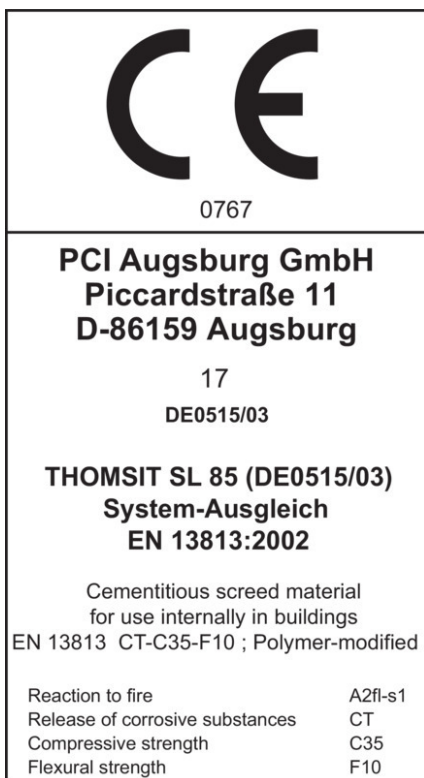 CE
0767
PCI Augsburg GmbH
Piccardstraße 11
D-86159 Augsburg
17
DE0515/03
THOMSIT SL 85 (DE0515/03)
System-Ausgleich
EN 13813:2002
Cementitious screed material
for use internally in buildings
EN 13813 CT-C35-F10 ; Polymer-modified
Reaction to fire A2fl-s1
Release of corrosive substances CT
Compressive strength C35
Flexural strength F10